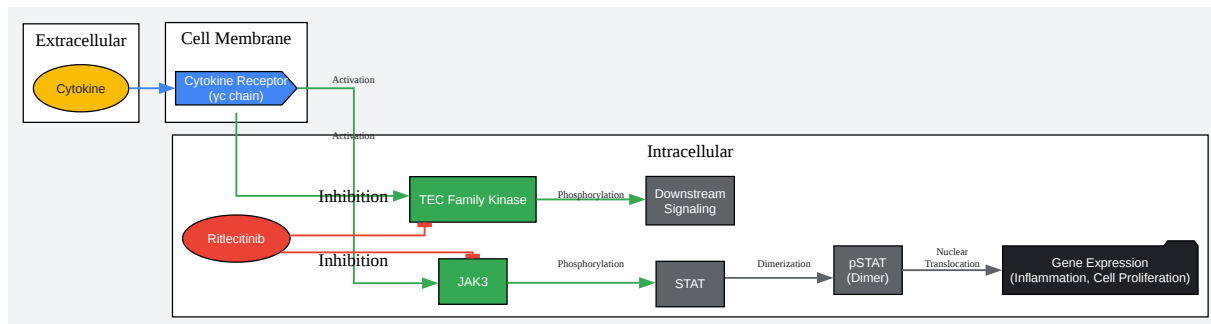 Extracellular
Cell Membrane
Cytokine
Cytokine Receptor
(γc chain)
Activation
Activation
Intracellular
Inhibition
TEC Family Kinase
Phosphorylation
Downstream
Signaling
Ritlecitinib
Inhibition
JAK3
Phosphorylation
STAT
Dimerization
pSTAT
(Dimer)
Nuclear
Translocation
Gene Expression
(Inflammation, Cell Proliferation)